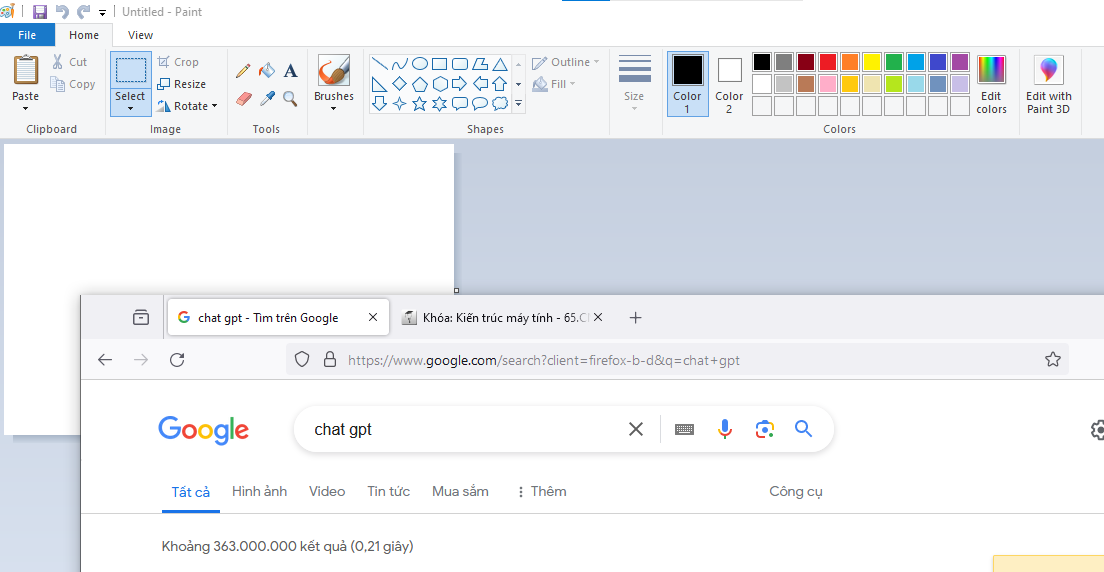 Untitled - Paint
File Home View
Paste Cut Copy
Select Crop Resize Rotate
Brushes
Outline Fill
Size
Color 1 Color 2
Edit colors
Edit with Paint 3D
Clipboard Image Tools Shapes Colors
chat gpt - Tìm trên Google
Khóa: Kiến trúc máy tính - 65.
https://www.google.com/search?client=firefox-b-d&q=chat+gpt
Google chat gpt
Tất cả Hình ảnh Video Tin tức Mua sắm Thêm Công cụ
Khoảng 363.000.000 kết quả (0,21 giây)